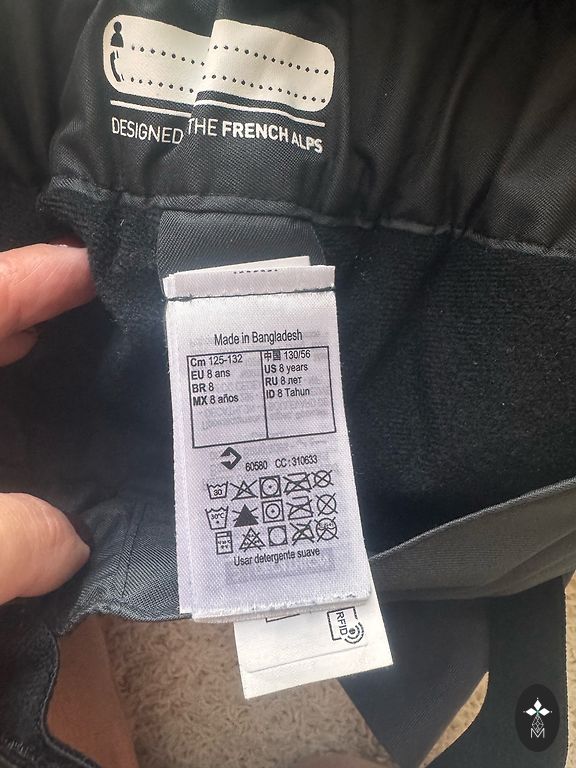 DESIGNED THE FRENCH ALPS
Made in Bangladesh
Cm 125-132
EU 8 ans
BR 8
MX 8 años
中国 130/56
US 8 years
RU 8 лет
ID 8 Tahun
60580 CC:310633
30
30°C
Usar detergente suave
RFID
M